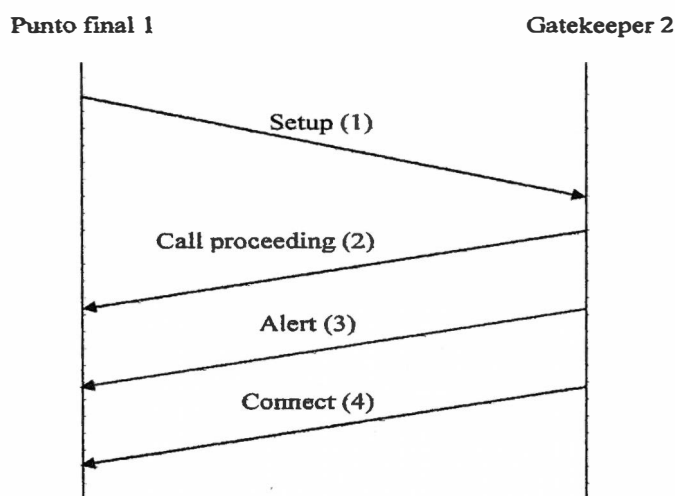 Punto final 1
Gatekeeper 2
Setup (1)
Call proceeding (2)
Alert (3)
Connect (4)